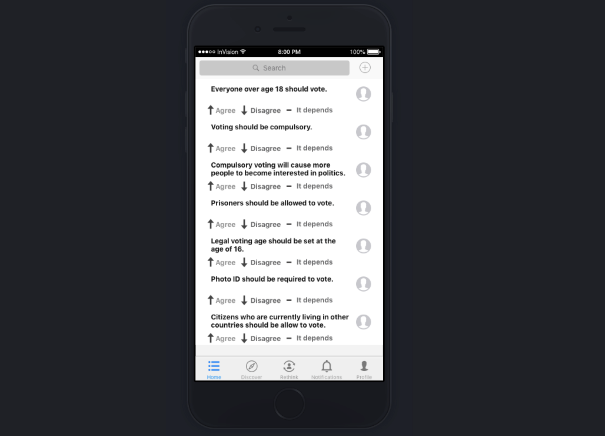 InVision 8:00 PM 100%
Search
Everyone over age 18 should vote.
Agree Disagree It depends
Voting should be compulsory.
Agree Disagree It depends
Compulsory voting will cause more
people to become interested in politics.
Agree Disagree It depends
Prisoners should be allowed to vote.
Agree Disagree It depends
Legal voting age should be set at the
age of 16.
Agree Disagree It depends
Photo ID should be required to vote.
Agree Disagree It depends
Citizens who are currently living in other
countries should be allow to vote.
Agree Disagree It depends
Home Discover Rethink Notifications Profile